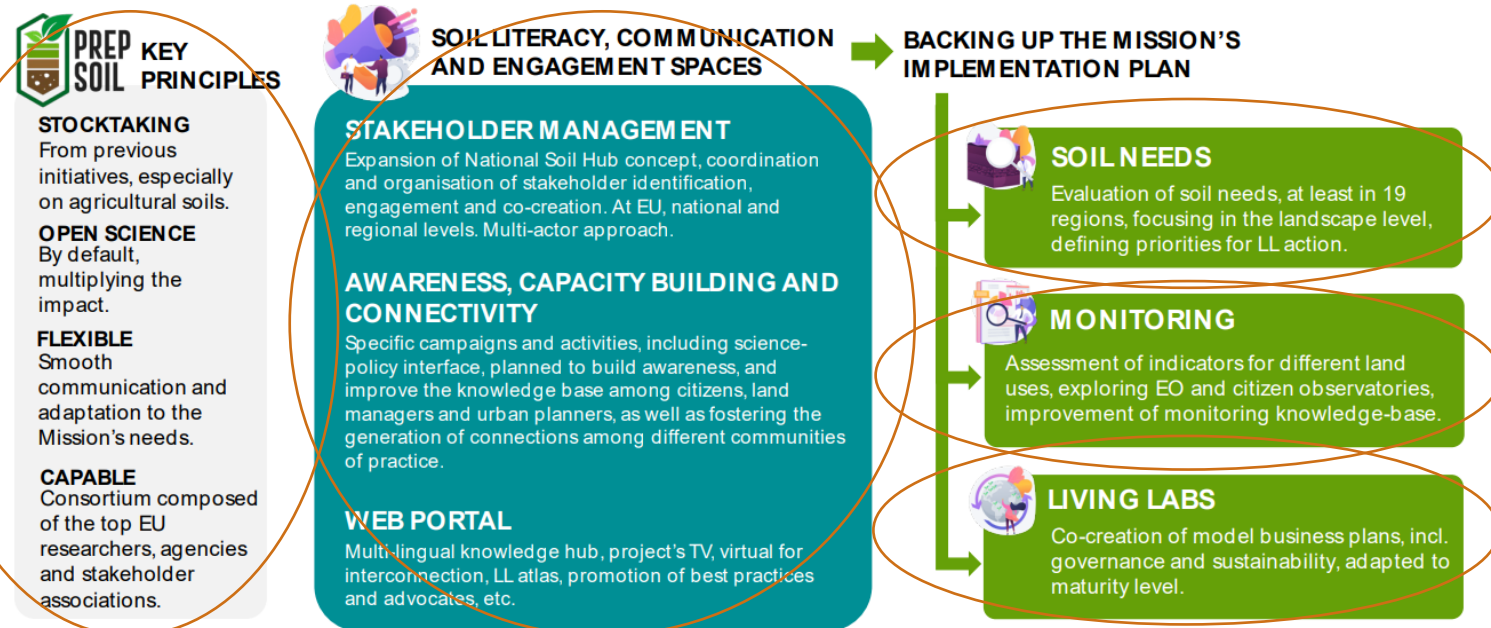 PREP
SOIL
KEY
PRINCIPLES
STOCKTAKING
From previous
initiatives, especially
on agricultural soils.
OPEN SCIENCE
By default,
multiplying the
impact.
FLEXIBLE
Smooth
communication and
adaptation to the
Mission's needs.
CAPABLE
Consortium composed
of the top EU
researchers, agencies
and stakeholder
associations.
SOIL LITERACY, COMMUNICATION
AND ENGAGEMENT SPACES
STAKEHOLDER MANAGEMENT
Expansion of National Soil Hub concept, coordination
and organisation of stakeholder identification,
engagement and co-creation. At EU, national and
regional levels. Multi-actor approach.
AWARENESS, CAPACITY BUILDING AND
CONNECTIVITY
Specific campaigns and activities, including science-
policy interface, planned to build awareness, and
improve the knowledge base among citizens, land
managers and urban planners, as well as fostering the
generation of connections among different communities
of practice.
WEB PORTAL
Multi-lingual knowledge hub, project's TV, virtual for
interconnection, LL atlas, promotion of best practices
and advocates, etc.
BACKING UP THE MISSION'S
IMPLEMENTATION PLAN
SOIL NEEDS
Evaluation of soil needs, at least in 19
regions, focusing in the landscape level,
defining priorities for LL action.
MONITORING
Assessment of indicators for different land
uses, exploring EO and citizen observatories,
improvement of monitoring knowledge-base.
LIVING LABS
Co-creation of model business plans, incl.
governance and sustainability, adapted to
maturity level.